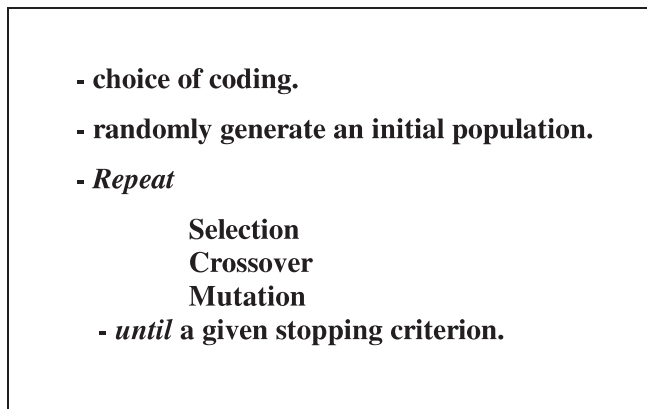 - choice of coding.
- randomly generate an initial population.
- Repeat
Selection
Crossover
Mutation
- until a given stopping criterion.